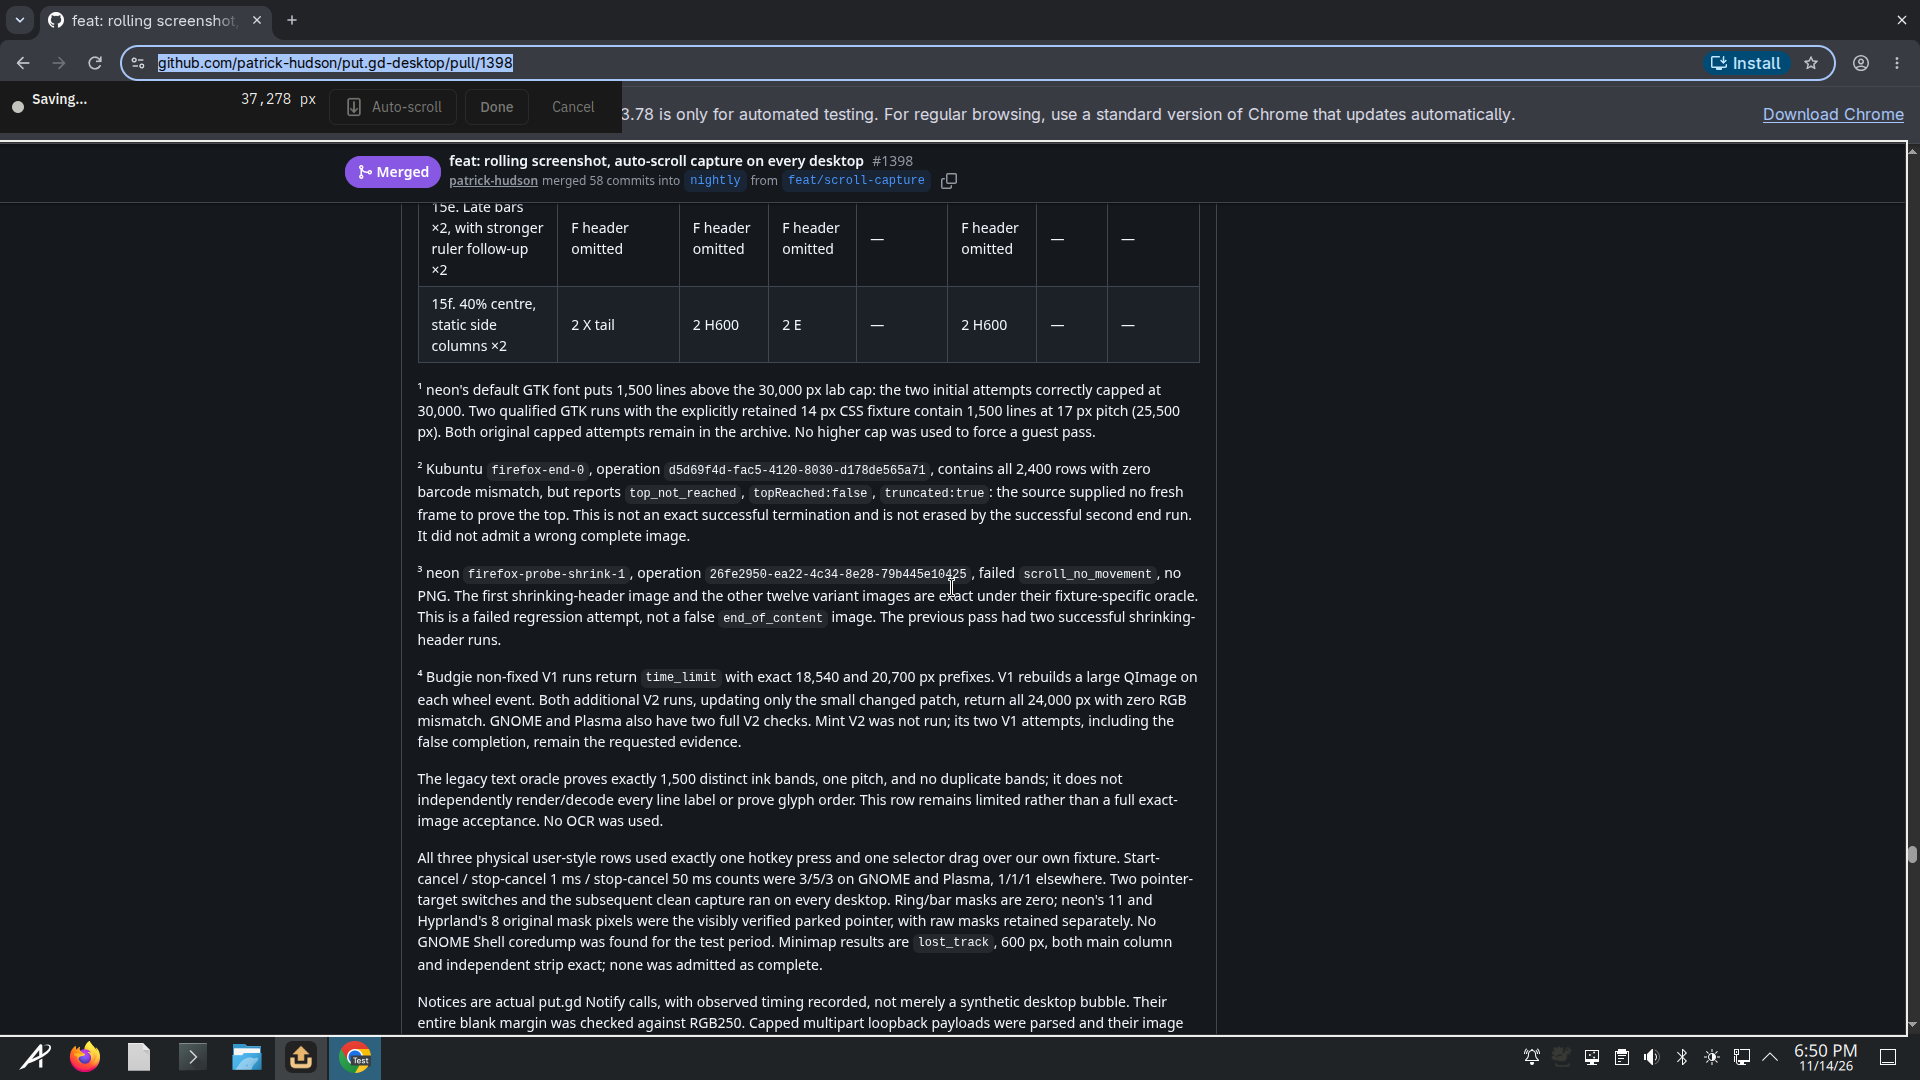 feat: rolling screenshot,
github.com/patrick-hudson/put.gd-desktop/pull/1398
Install
Saving...
37,278 px
Auto-scroll
Done
Cancel
3.78 is only for automated testing. For regular browsing, use a standard version of Chrome that updates automatically.
Download Chrome
Merged
feat: rolling screenshot, auto-scroll capture on every desktop #1398
patrick-hudson merged 58 commits into nightly from feat/scroll-capture
15e. Late bars
×2, with stronger
ruler follow-up
×2
F header
omitted
F header
omitted
F header
omitted
—
F header
omitted
—
—
15f. 40% centre,
static side
columns ×2
2 X tail
2 H600
2 E
—
2 H600
—
—
¹ neon's default GTK font puts 1,500 lines above the 30,000 px lab cap: the two initial attempts correctly capped at
30,000. Two qualified GTK runs with the explicitly retained 14 px CSS fixture contain 1,500 lines at 17 px pitch (25,500
px). Both original capped attempts remain in the archive. No higher cap was used to force a guest pass.
² Kubuntu firefox-end-0, operation d5d69f4d-fac5-4120-8030-d178de565a71, contains all 2,400 rows with zero
barcode mismatch, but reports top_not_reached, topReached:false, truncated:true: the source supplied no fresh
frame to prove the top. This is not an exact successful termination and is not erased by the successful second end run.
It did not admit a wrong complete image.
³ neon firefox-probe-shrink-1, operation 26fe2950-ea22-4c34-8e28-79b445e10425, failed scroll_no_movement, no
PNG. The first shrinking-header image and the other twelve variant images are exact under their fixture-specific oracle.
This is a failed regression attempt, not a false end_of_content image. The previous pass had two successful shrinking-
header runs.
⁴ Budgie non-fixed V1 runs return time_limit with exact 18,540 and 20,700 px prefixes. V1 rebuilds a large QImage on
each wheel event. Both additional V2 runs, updating only the small changed patch, return all 24,000 px with zero RGB
mismatch. GNOME and Plasma also have two full V2 checks. Mint V2 was not run; its two V1 attempts, including the
false completion, remain the requested evidence.
The legacy text oracle proves exactly 1,500 distinct ink bands, one pitch, and no duplicate bands; it does not
independently render/decode every line label or prove glyph order. This row remains limited rather than a full exact-
image acceptance. No OCR was used.
All three physical user-style rows used exactly one hotkey press and one selector drag over our own fixture. Start-
cancel / stop-cancel 1 ms / stop-cancel 50 ms counts were 3/5/3 on GNOME and Plasma, 1/1/1 elsewhere. Two pointer-
target switches and the subsequent clean capture ran on every desktop. Ring/bar masks are zero; neon's 11 and
Hyprland's 8 original mask pixels were the visibly verified parked pointer, with raw masks retained separately. No
GNOME Shell coredump was found for the test period. Minimap results are lost_track, 600 px, both main column
and independent strip exact; none was admitted as complete.
Notices are actual put.gd Notify calls, with observed timing recorded, not merely a synthetic desktop bubble. Their
entire blank margin was checked against RGB250. Capped multipart loopback payloads were parsed and their image
Test
6:50 PM
11/14/26